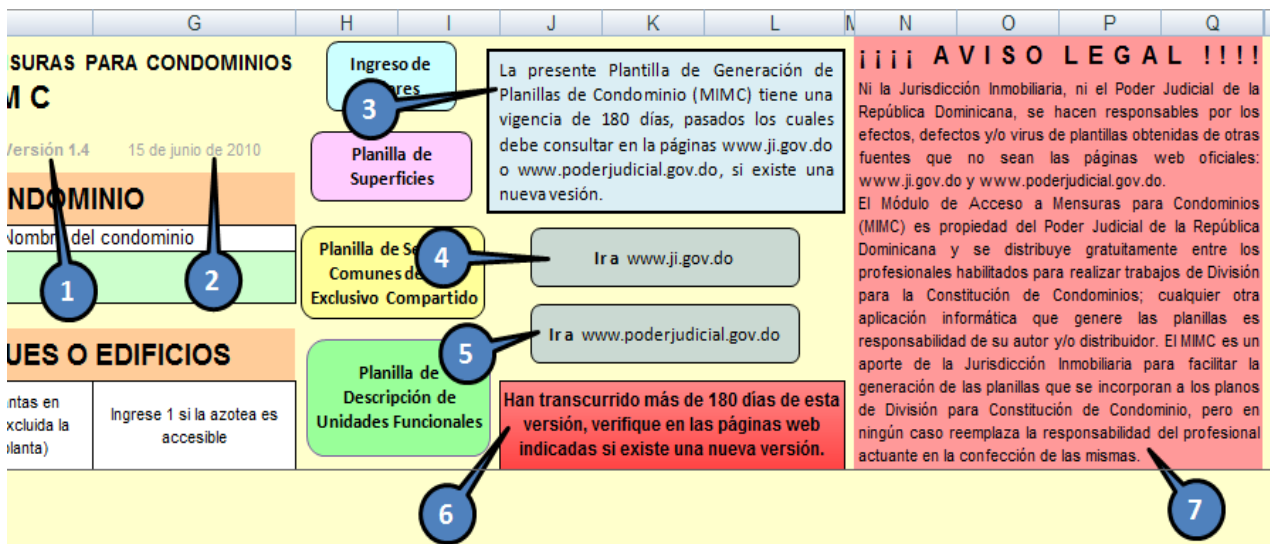 G H I J K L M N O P Q
SURAS PARA CONDOMINIOS
M C
Versión 1.4 15 de junio de 2010
NDOMINIO
Nombre del condominio
1
2
UES O EDIFICIOS
ntas en
xcluida la
planta)
Ingrese 1 si la azotea es
accesible
Ingreso de
res
3
Planilla de
Superficies
Planilla de Se
Comunes de
Exclusivo Compartido
4
Planilla de
Descripción de
Unidades Funcionales
5
La presente Plantilla de Generación de
Planillas de Condominio (MIMC) tiene una
vigencia de 180 días, pasados los cuales
debe consultar en la páginas www.ji.gov.do
o www.poderjudicial.gov.do, si existe una
nueva vesión.
Ir a www.ji.gov.do
Ir a www.poderjudicial.gov.do
Han transcurrido más de 180 días de esta
versión, verifique en las páginas web
indicadas si existe una nueva versión.
6
¡¡¡¡ AVISO LEGAL !!!!
Ni la Jurisdicción Inmobiliaria, ni el Poder Judicial de la
República Dominicana, se hacen responsables por los
efectos, defectos y/o virus de plantillas obtenidas de otras
fuentes que no sean las páginas web oficiales:
www.ji.gov.do y www.poderjudicial.gov.do.
El Módulo de Acceso a Mensuras para Condominios
(MIMC) es propiedad del Poder Judicial de la República
Dominicana y se distribuye gratuitamente entre los
profesionales habilitados para realizar trabajos de División
para la Constitución de Condominios; cualquier otra
aplicación informática que genere las planillas es
responsabilidad de su autor y/o distribuidor. El MIMC es un
aporte de la Jurisdicción Inmobiliaria para facilitar la
generación de las planillas que se incorporan a los planos
de División para Constitución de Condominio, pero en
ningún caso reemplaza la responsabilidad del profesional
actuante en la confección de las mismas.
7